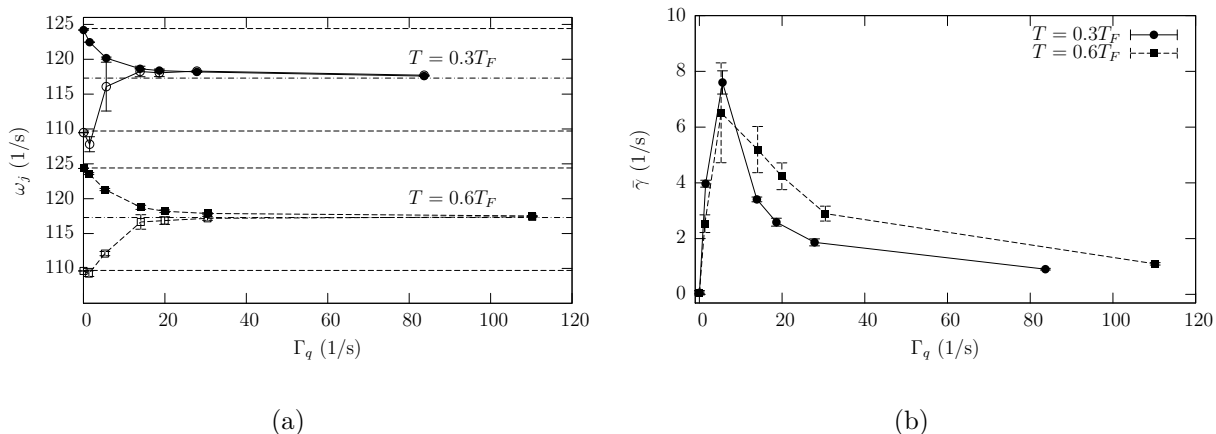 125
120
115
110
125
120
115
110
ω_j (1/s)
T = 0.3T_F
T = 0.6T_F
0 20 40 60 80 100 120
Γ_q (1/s)
(a)
10
8
6
4
2
0
γ̄ (1/s)
T = 0.3T_F
T = 0.6T_F
0 20 40 60 80 100 120
Γ_q (1/s)
(b)